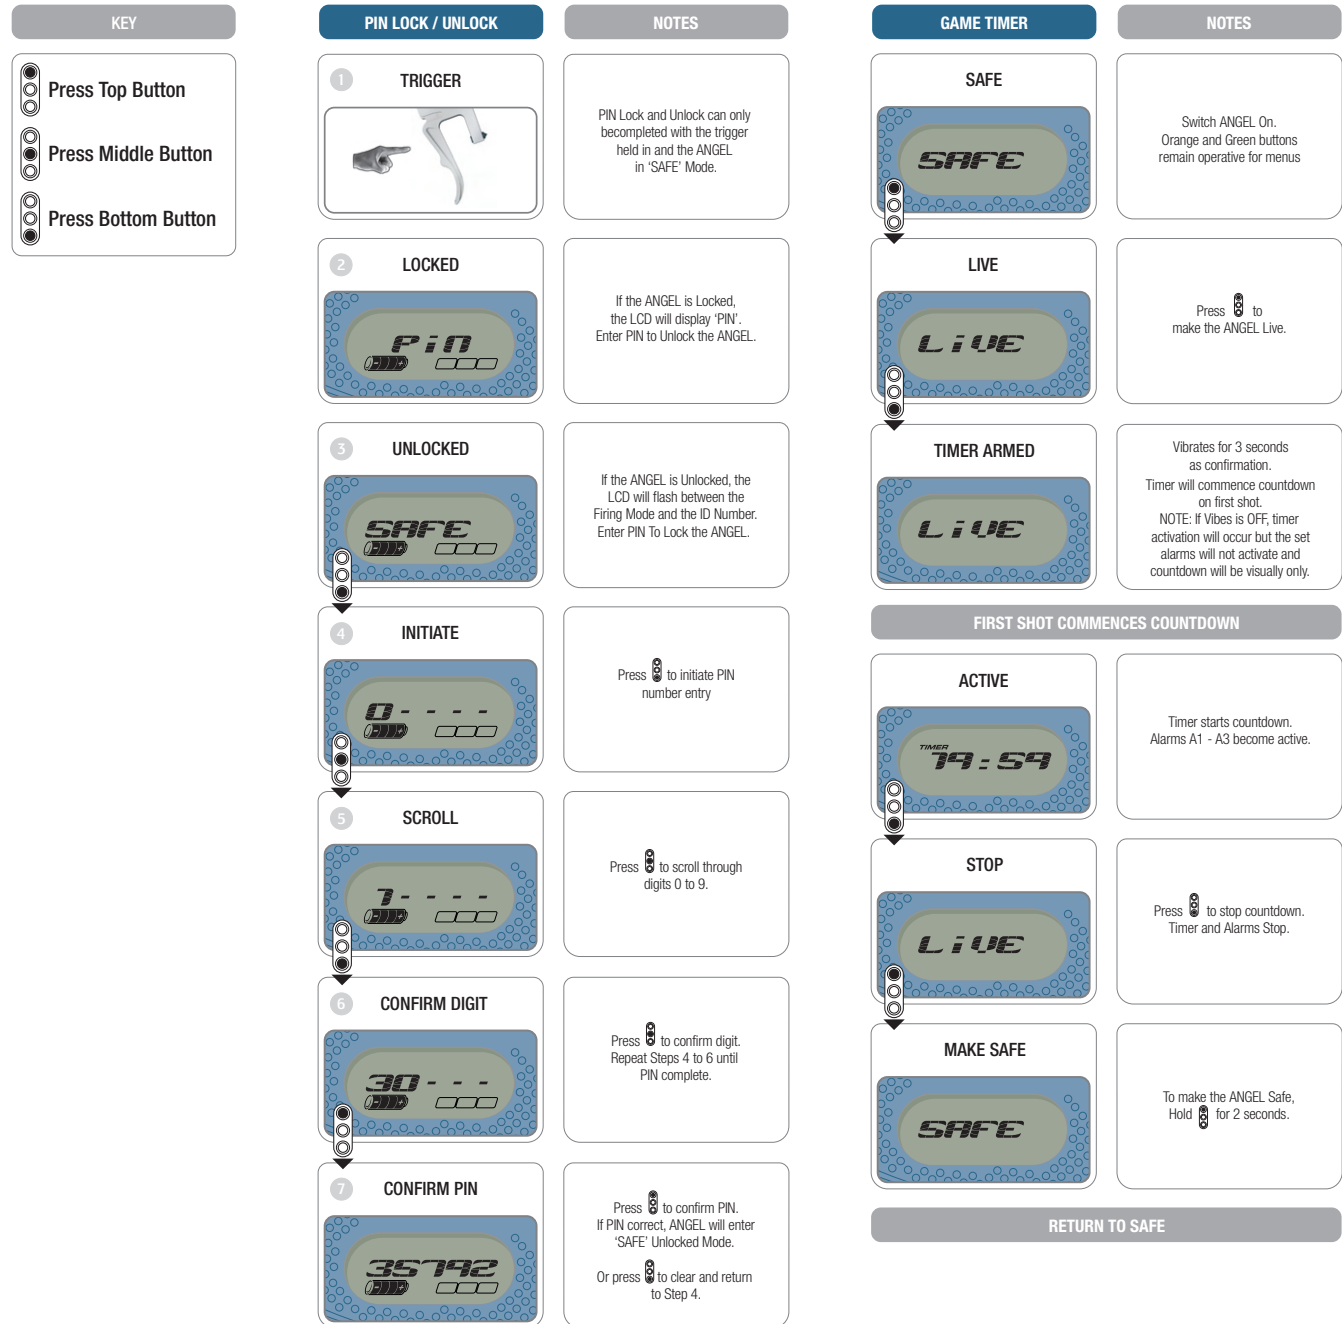 KEY
Press Top Button
Press Middle Button
Press Bottom Button
PIN LOCK / UNLOCK
NOTES
1 TRIGGER
PIN Lock and Unlock can only
becompleted with the trigger
held in and the ANGEL
in ‘SAFE’ Mode.
2 LOCKED
PiN
If the ANGEL is Locked,
the LCD will display ‘PIN’.
Enter PIN to Unlock the ANGEL.
3 UNLOCKED
SAFE
If the ANGEL is Unlocked, the
LCD will flash between the
Firing Mode and the ID Number.
Enter PIN To Lock the ANGEL.
4 INITIATE
0 - - - -
Press to initiate PIN
number entry
5 SCROLL
7 - - - -
Press to scroll through
digits 0 to 9.
6 CONFIRM DIGIT
30 - - -
Press to confirm digit.
Repeat Steps 4 to 6 until
PIN complete.
7 CONFIRM PIN
35792
Press to confirm PIN.
If PIN correct, ANGEL will enter
‘SAFE’ Unlocked Mode.
Or press to clear and return
to Step 4.
GAME TIMER
NOTES
SAFE
SAFE
Switch ANGEL On.
Orange and Green buttons
remain operative for menus
LIVE
LiVE
Press to
make the ANGEL Live.
TIMER ARMED
LiVE
Vibrates for 3 seconds
as confirmation.
Timer will commence countdown
on first shot.
NOTE: If Vibes is OFF, timer
activation will occur but the set
alarms will not activate and
countdown will be visually only.
FIRST SHOT COMMENCES COUNTDOWN
ACTIVE
TIMER
79:59
Timer starts countdown.
Alarms A1 - A3 become active.
STOP
LiVE
Press to stop countdown.
Timer and Alarms Stop.
MAKE SAFE
SAFE
To make the ANGEL Safe,
Hold for 2 seconds.
RETURN TO SAFE